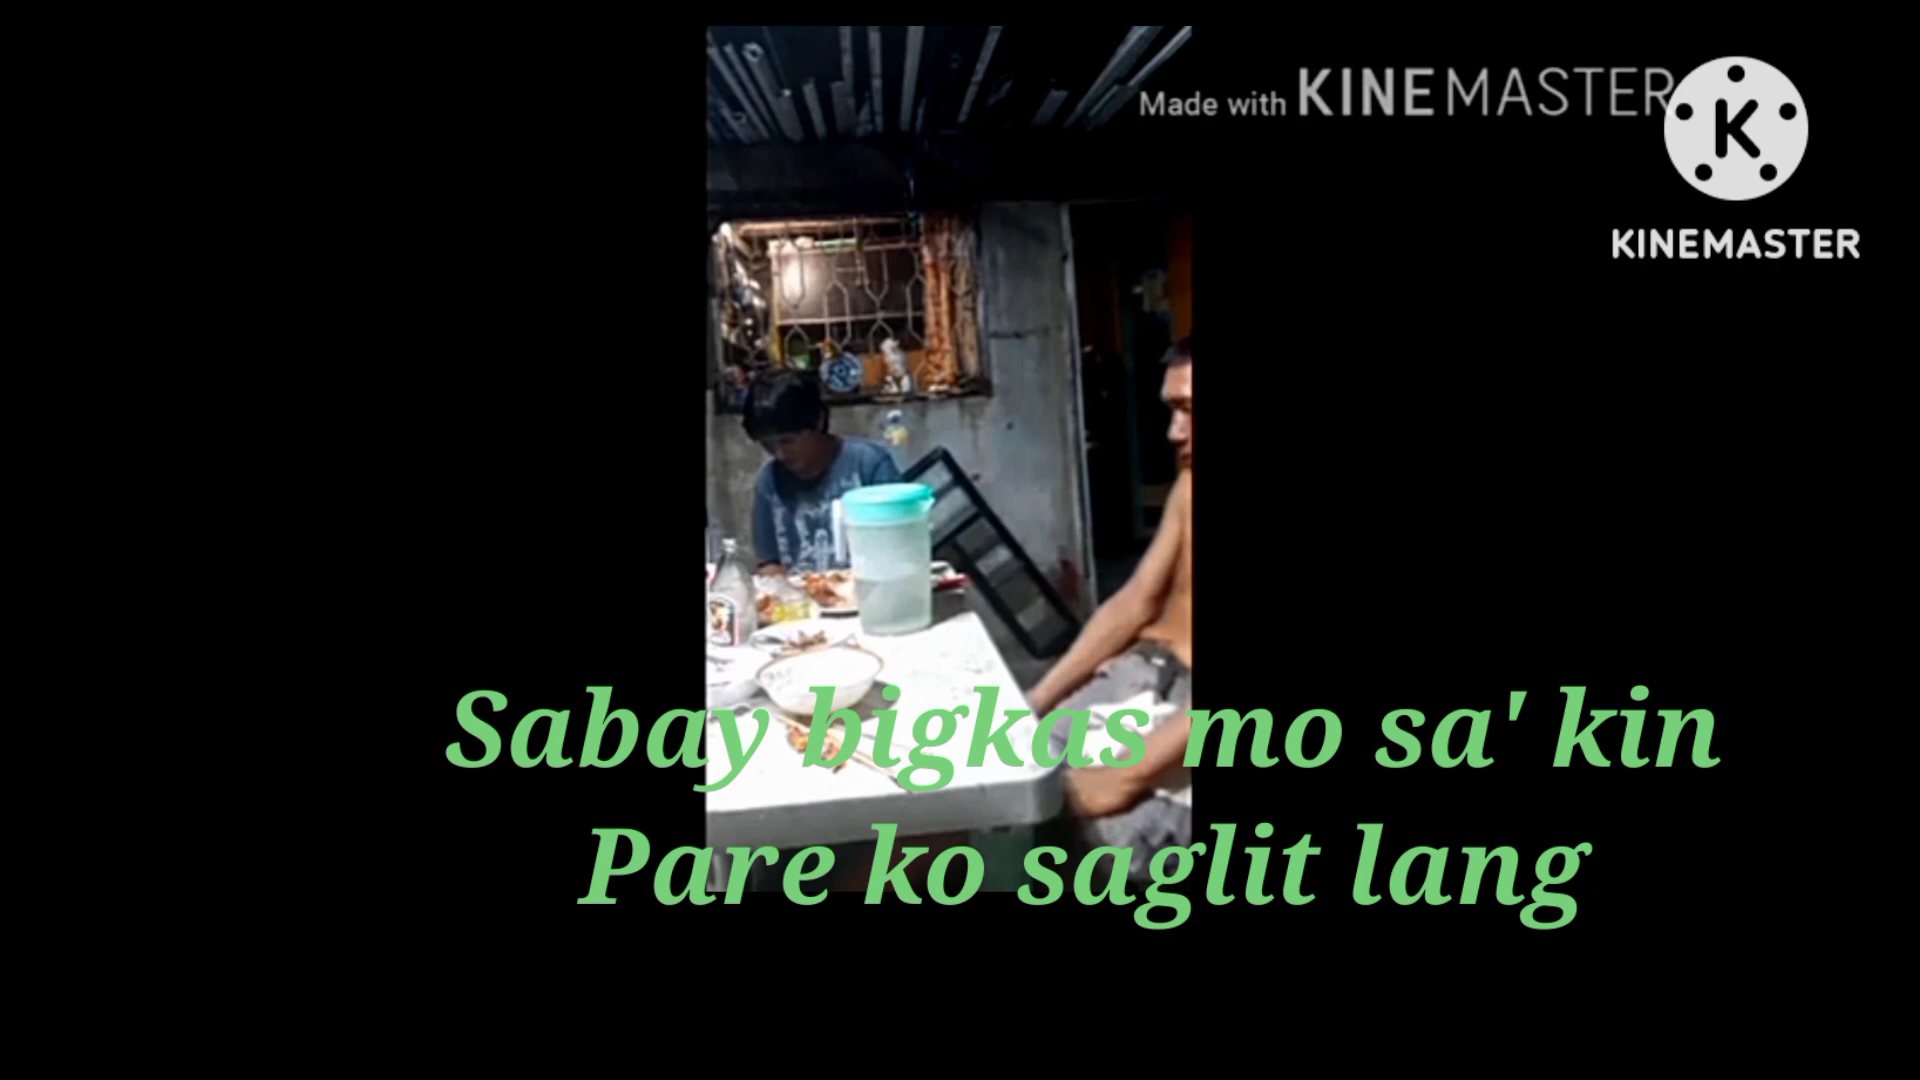 Made with KINEMASTER
K
KINEMASTER
Sabay bigkas mo sa' kin
Pare ko saglit lang